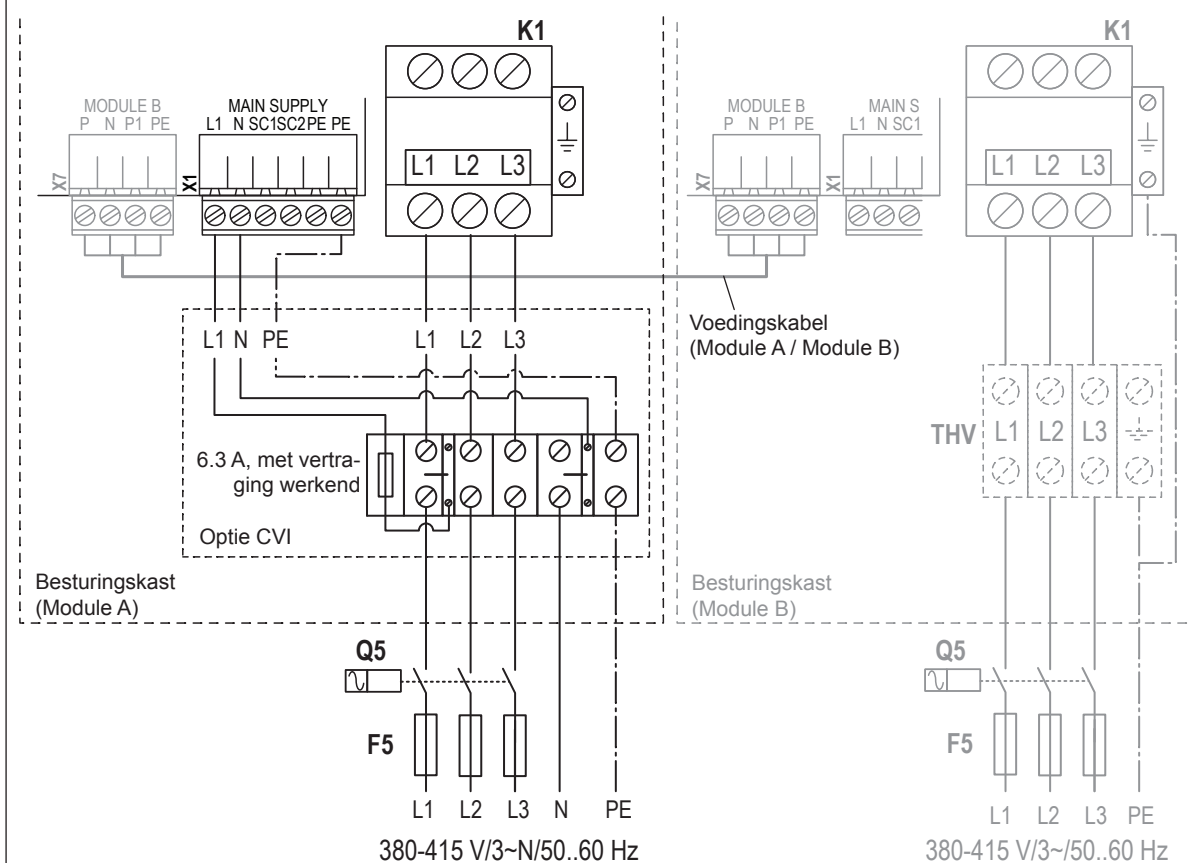 K1
K1
MODULE B
P N P1 PE
MAIN SUPPLY
L1 N SC1SC2PE PE
X7
X1
L1 L2 L3
MODULE B
P N P1 PE
MAIN S
L1 N SC1
X7
X1
L1 L2 L3
L1 N PE
L1 L2 L3
Voedingskabel
(Module A / Module B)
6.3 A, met vertra-
ging werkend
Optie CVI
THV
L1 L2 L3
Besturingskast
(Module A)
Besturingskast
(Module B)
Q5
Q5
F5
F5
L1 L2 L3 N PE
L1 L2 L3 PE
380-415 V/3~N/50..60 Hz
380-415 V/3~/50..60 Hz